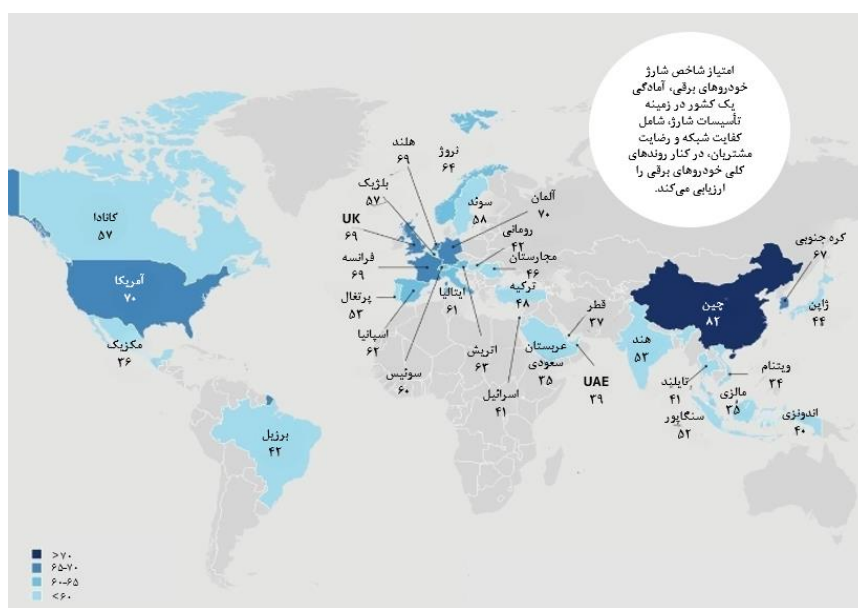 امتیاز شاخص شارژ
خودروهای برقی، آمادگی
یک کشور در زمینه
تأسیسات شارژ، شامل
کفایت شبکه و رضایت
مشتریان، در کنار روندهای
کلی خودروهای برقی را
ارزیابی می‌کند.
کانادا
۵۷
آمریکا
۷۰
مکزیک
۳۶
برزیل
۴۲
نروژ
۶۴
هلند
۶۹
بلژیک
۵۷
UK
۶۹
فرانسه
۶۹
پرتغال
۵۳
اسپانیا
۶۲
سوئیس
۶۰
ایتالیا
۶۱
اتریش
۶۳
آلمان
۷۰
سوئد
۵۸
رومانی
۴۲
مجارستان
۴۶
ترکیه
۴۸
اسرائیل
۴۱
عربستان
سعودی
۳۵
قطر
۳۷
UAE
۳۹
هند
۵۳
چین
۸۲
کره جنوبی
۶۷
ژاپن
۴۴
تایلند
۴۱
ویتنام
۳۴
مالزی
۳۵
سنگاپور
۵۲
اندونزی
۴۰
>۷۰
۶۵-۷۰
۶۰-۶۵
<۶۰